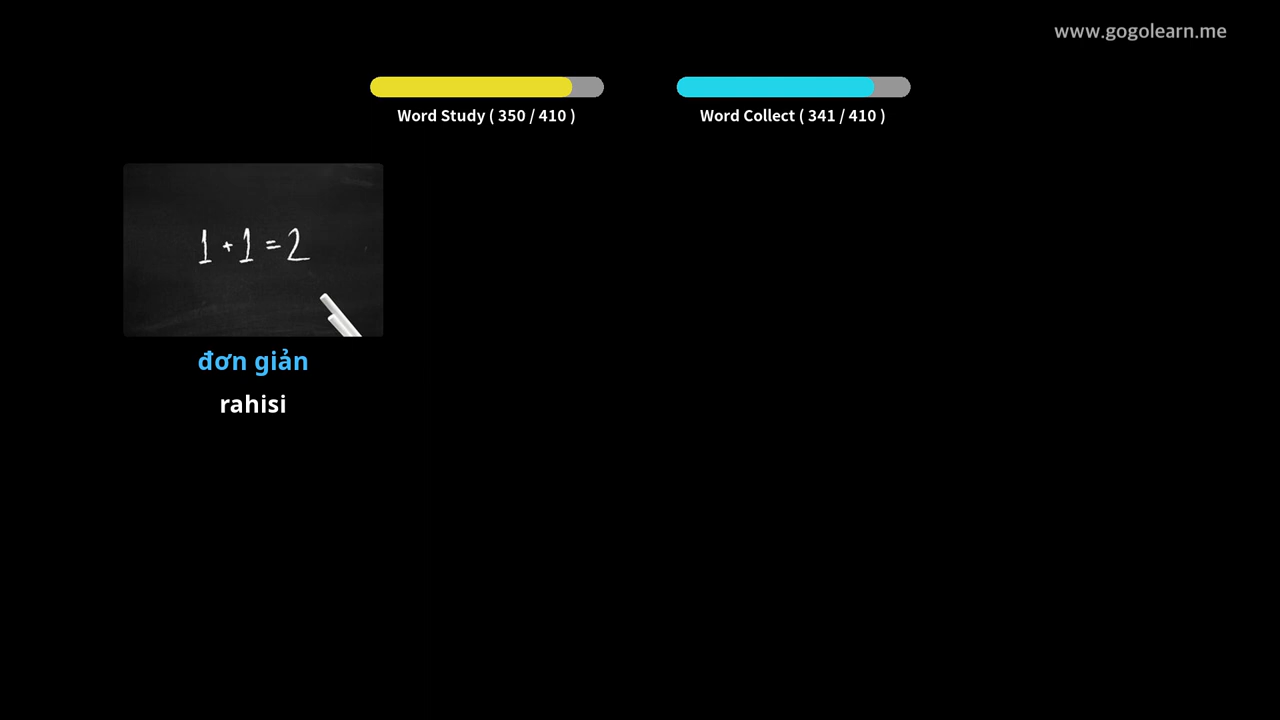 www.gogolearn.me
Word Study ( 350 / 410 )
Word Collect ( 341 / 410 )
1 + 1 = 2
đơn giản
rahisi